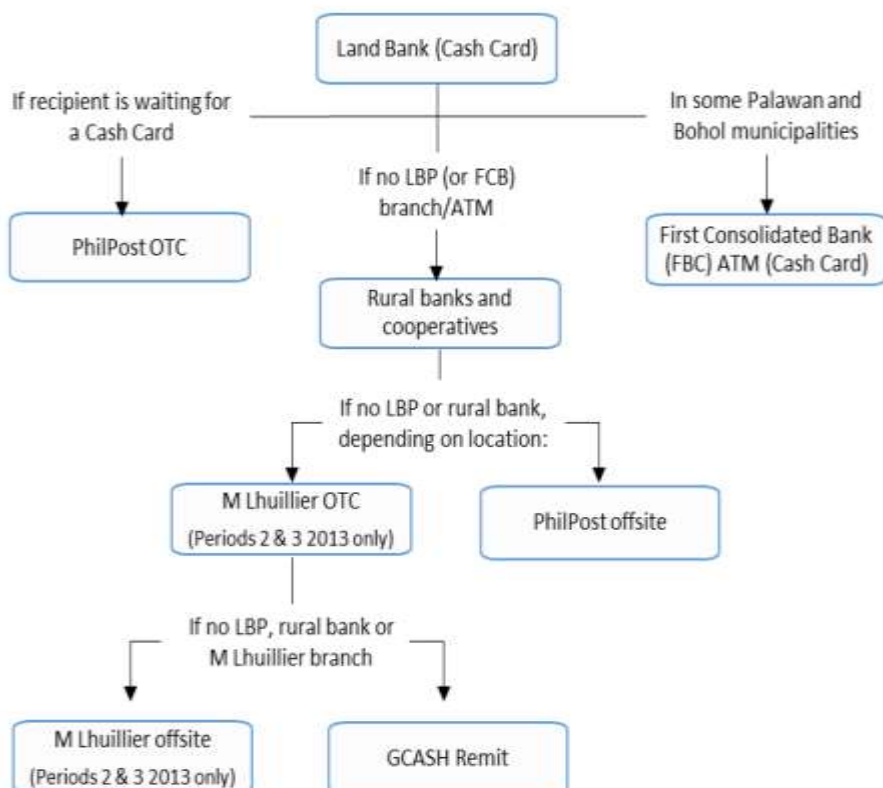 Land Bank (Cash Card)
If recipient is waiting for
a Cash Card
In some Palawan and
Bohol municipalities
If no LBP (or FCB)
branch/ATM
PhilPost OTC
First Consolidated Bank
(FBC) ATM (Cash Card)
Rural banks and
cooperatives
If no LBP or rural bank,
depending on location:
M Lhuillier OTC
(Periods 2 & 3 2013 only)
PhilPost offsite
If no LBP, rural bank or
M Lhuillier branch
M Lhuillier offsite
(Periods 2 & 3 2013 only)
GCASH Remit